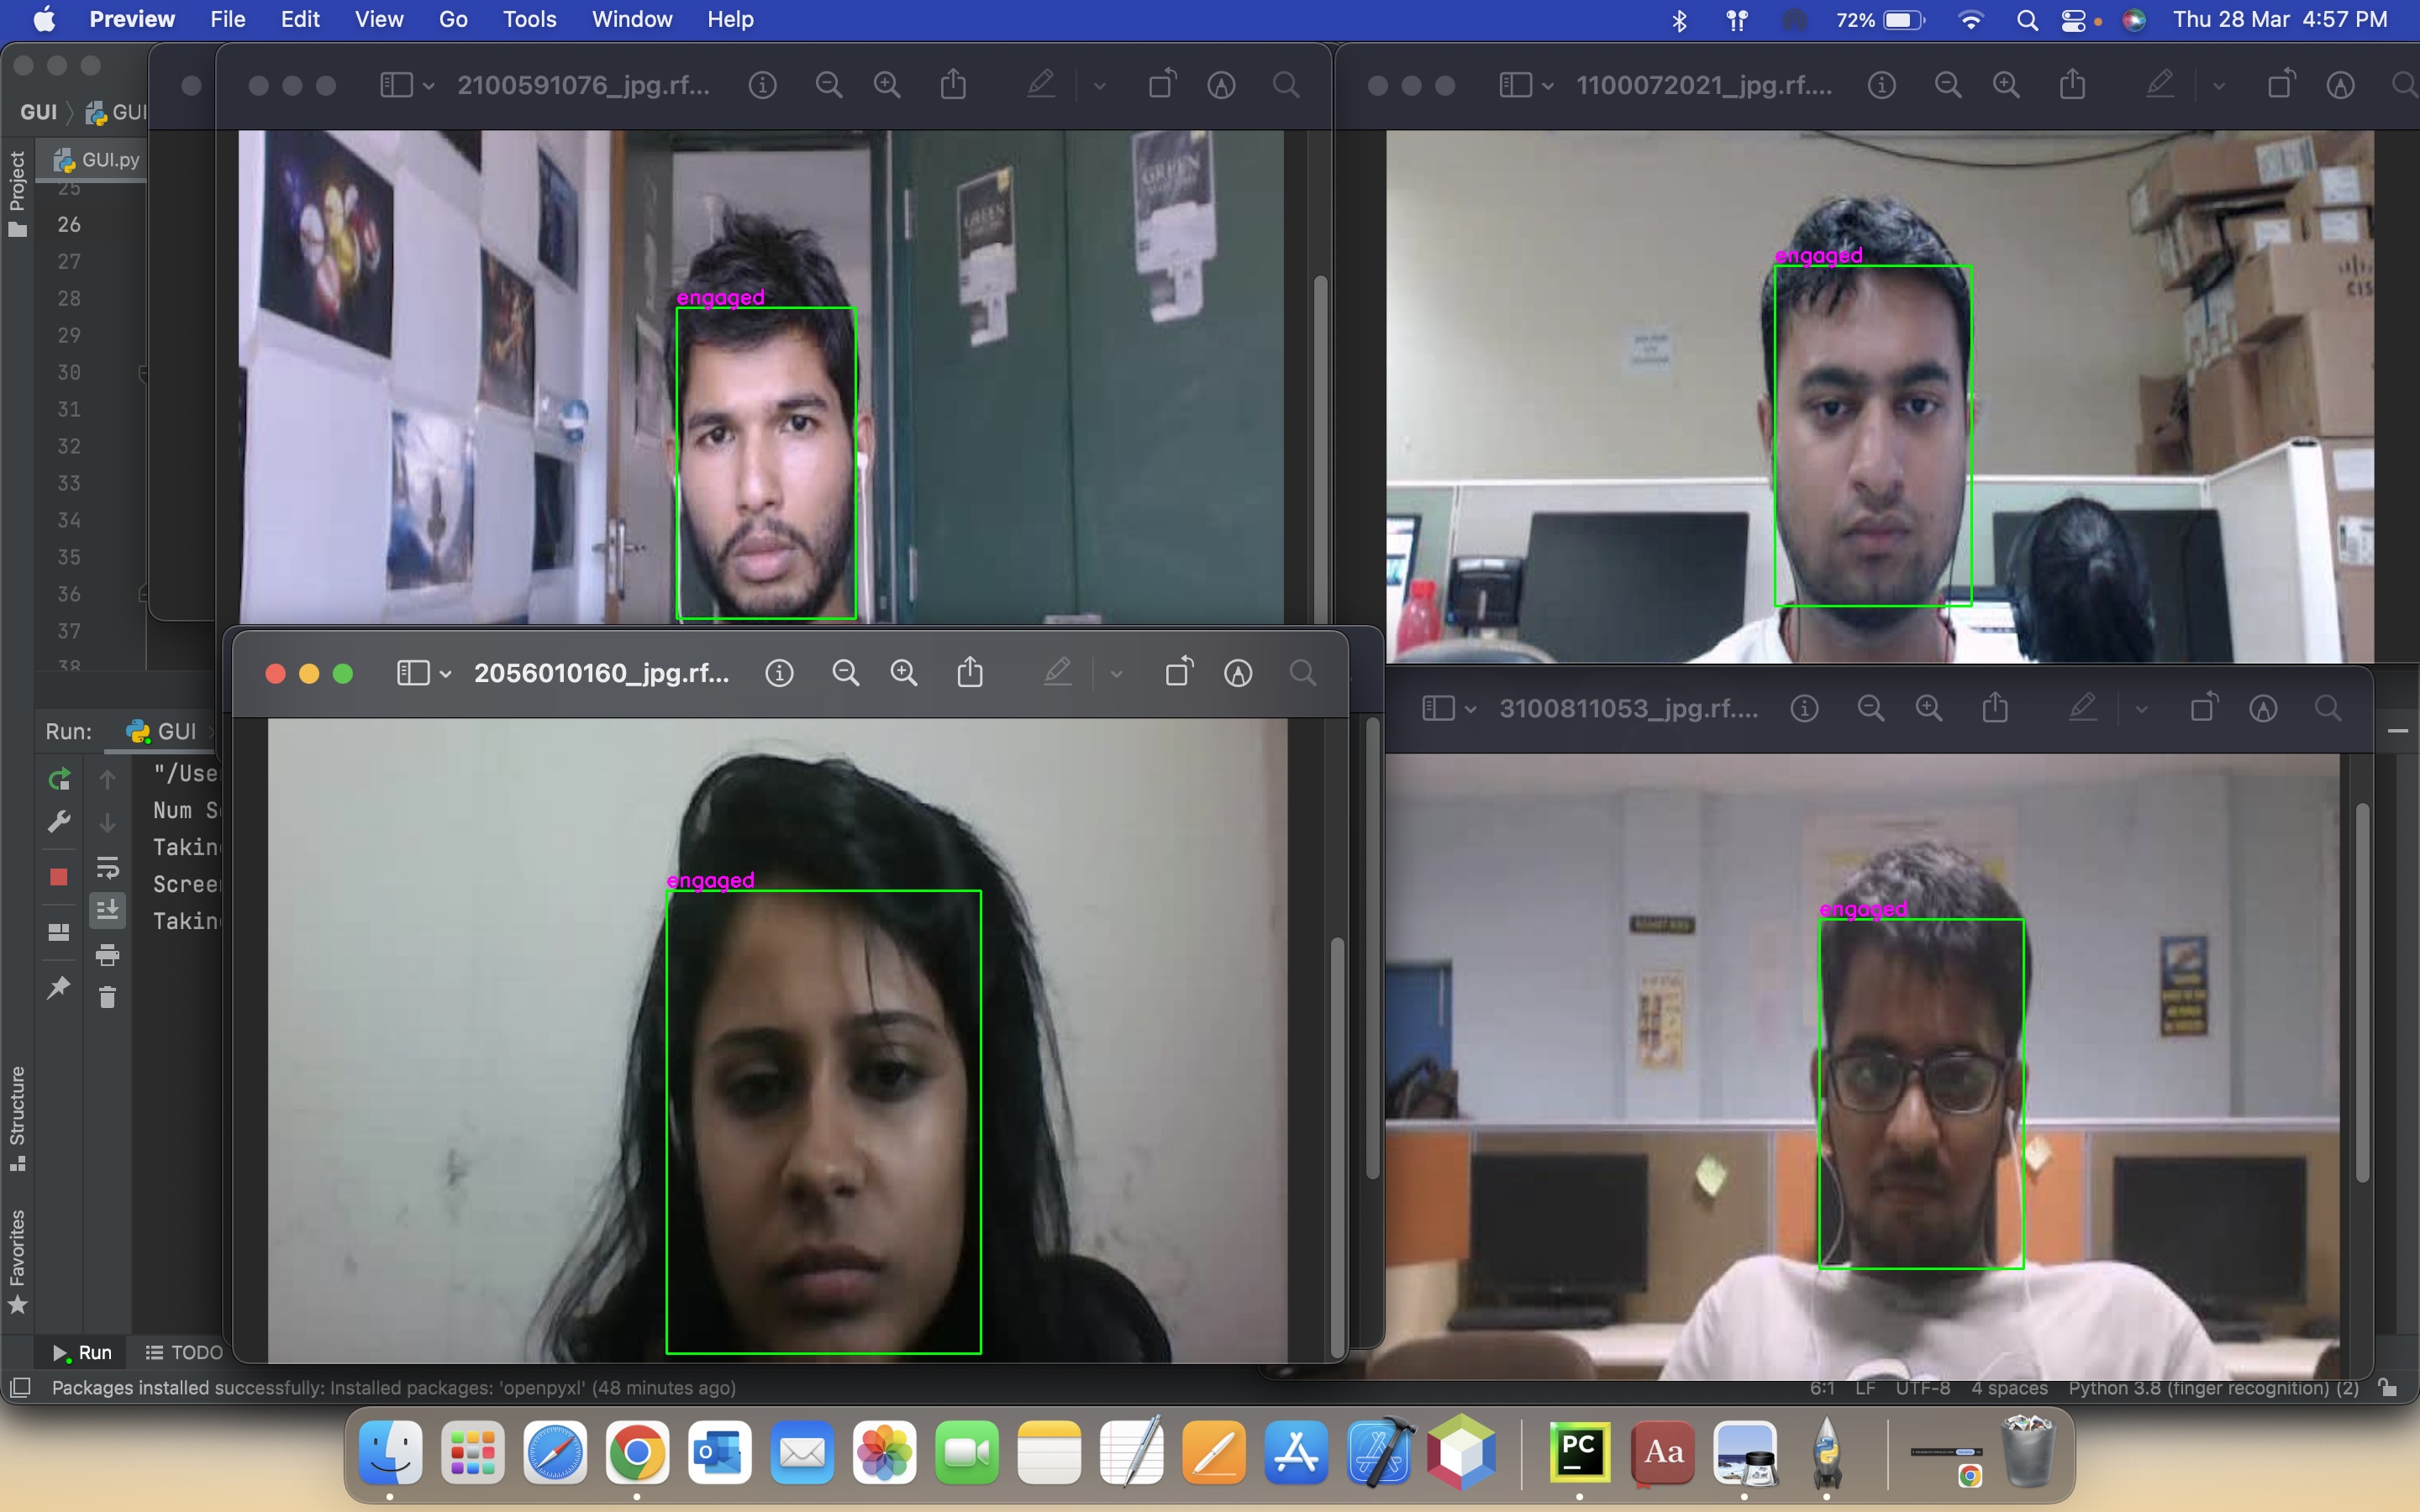 Preview File Edit View Go Tools Window Help
72% Thu 28 Mar 4:57 PM
2100591076_jpg.rf...
1100072021_jpg.rf....
GUI GUI
Project
GUI.py
25
26
27
28
29
30
31
32
33
34
35
36
37
38
GREEN
GREEN
engaged
engaged
CIS
2056010160_jpg.rf...
3100811053_jpg.rf....
Run: GUI
"/Use
Num S
Takin
Scree
Takin
engaged
engaged
Structure
Favorites
Run TODO
Packages installed successfully: Installed packages: 'openpyxl' (48 minutes ago)
6:1 LF UTF-8 4 spaces Python 3.8 (finger recognition) (2)
PC
Aa